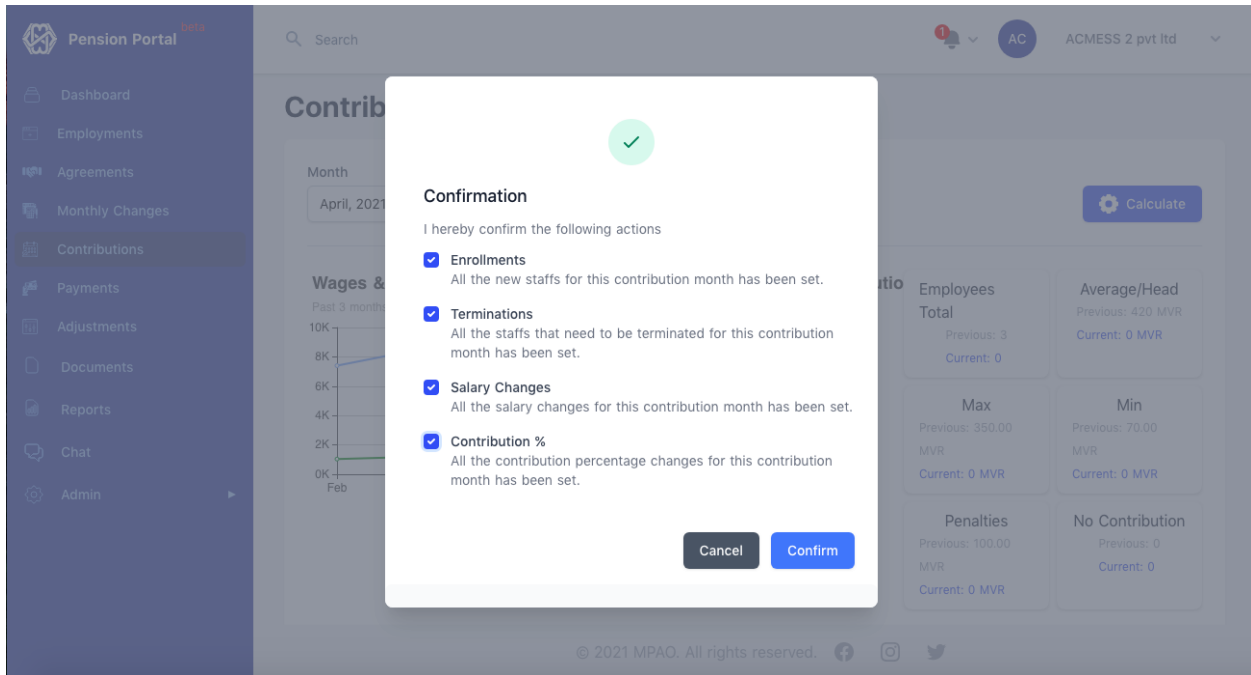 Pension Portal beta
Search
1
AC
ACMESS 2 pvt ltd
Dashboard
Employments
Agreements
Monthly Changes
Contributions
Payments
Adjustments
Documents
Reports
Chat
Admin
Contrib
Month
April, 2021
Calculate
Wages &
Past 3 months
10K
8K
6K
4K
2K
0K
Feb
Confirmation
I hereby confirm the following actions
Enrollments
All the new staffs for this contribution month has been set.
Terminations
All the staffs that need to be terminated for this contribution
month has been set.
Salary Changes
All the salary changes for this contribution month has been set.
Contribution %
All the contribution percentage changes for this contribution
month has been set.
Cancel
Confirm
utio
Employees
Total
Previous: 3
Current: 0
Average/Head
Previous: 420 MVR
Current: 0 MVR
Max
Previous: 350.00
MVR
Current: 0 MVR
Min
Previous: 70.00
MVR
Current: 0 MVR
Penalties
Previous: 100.00
MVR
Current: 0 MVR
No Contribution
Previous: 0
Current: 0
© 2021 MPAO. All rights reserved.